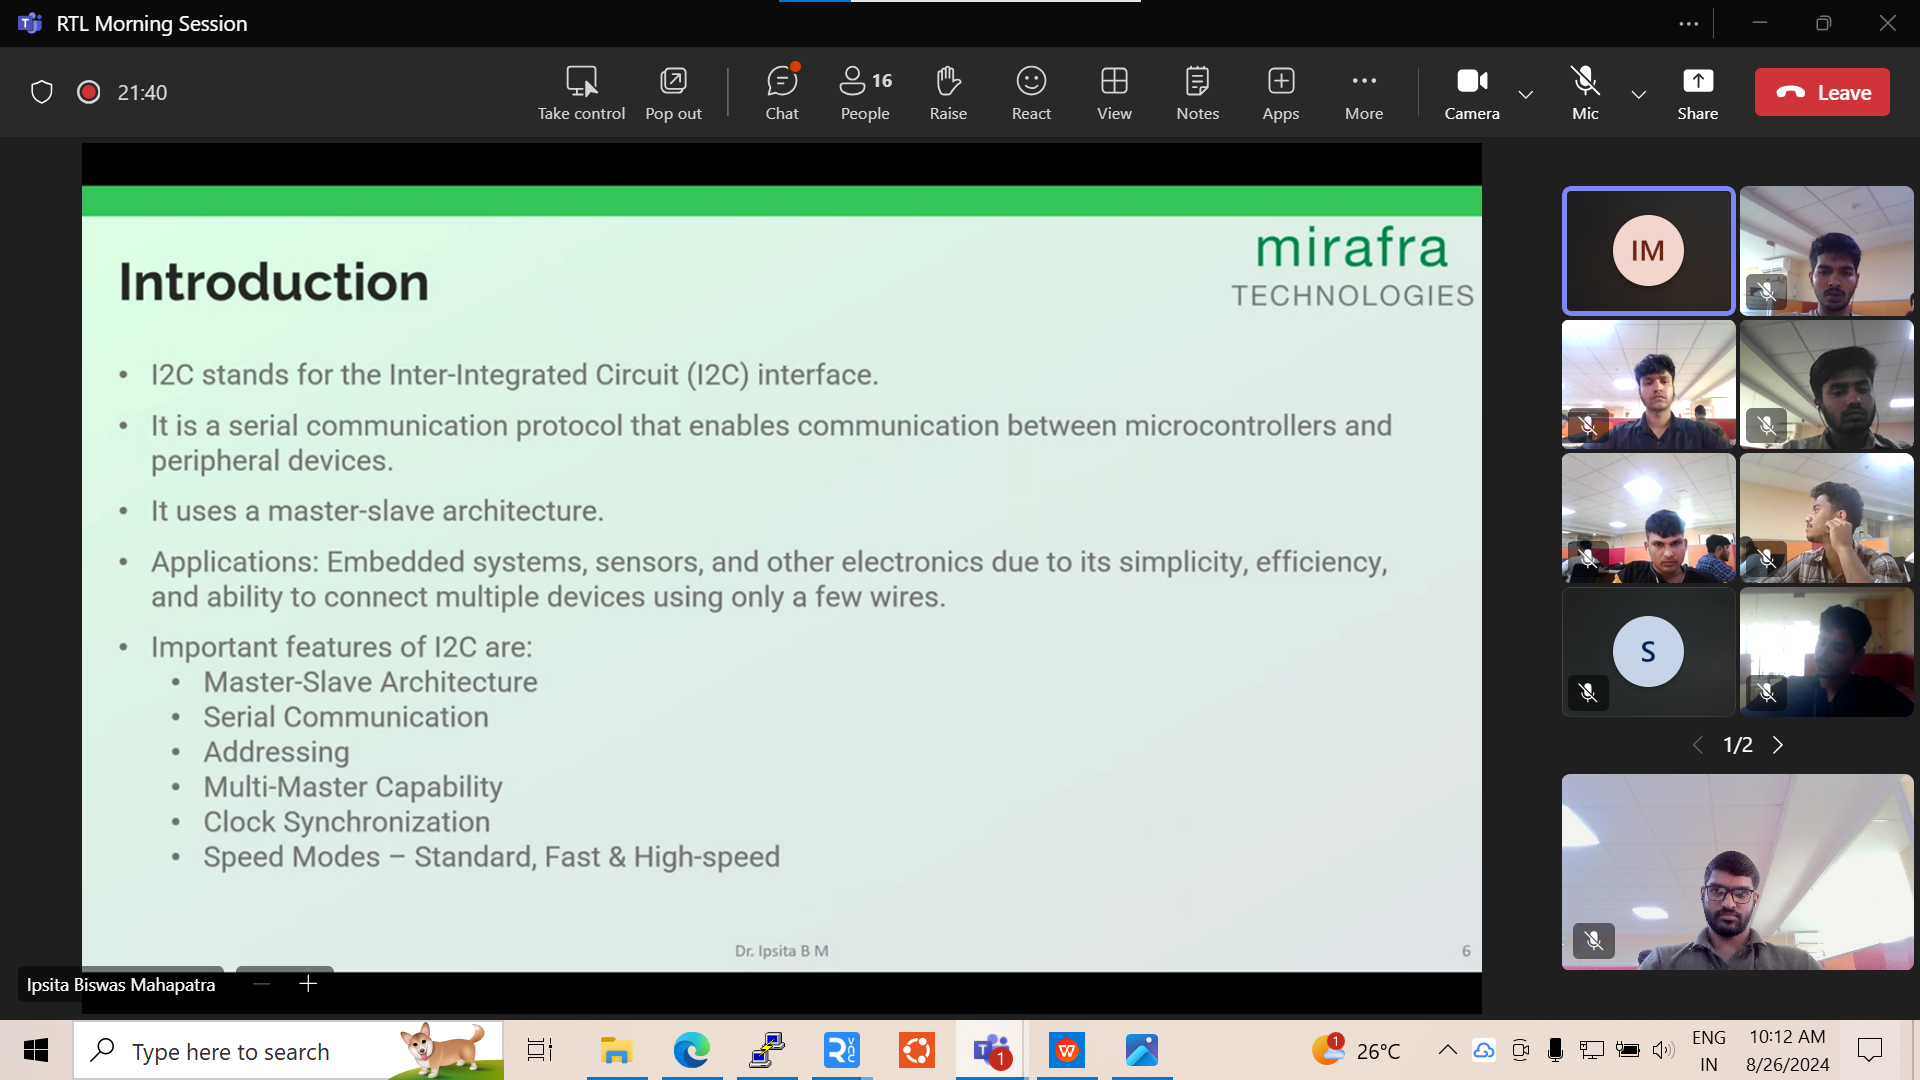 RTL Morning Session
21:40
Take control
Pop out
Chat
16
People
Raise
React
View
Notes
Apps
More
Camera
Mic
Share
Leave
mirafra
TECHNOLOGIES
Introduction
• I2C stands for the Inter-Integrated Circuit (I2C) interface.
• It is a serial communication protocol that enables communication between microcontrollers and
peripheral devices.
• It uses a master-slave architecture.
• Applications: Embedded systems, sensors, and other electronics due to its simplicity, efficiency,
and ability to connect multiple devices using only a few wires.
• Important features of I2C are:
• Master-Slave Architecture
• Serial Communication
• Addressing
• Multi-Master Capability
• Clock Synchronization
• Speed Modes – Standard, Fast & High-speed
Dr. Ipsita B M
6
Ipsita Biswas Mahapatra
IM
S
1/2
Type here to search
1
1
26°C
ENG
IN
10:12 AM
8/26/2024